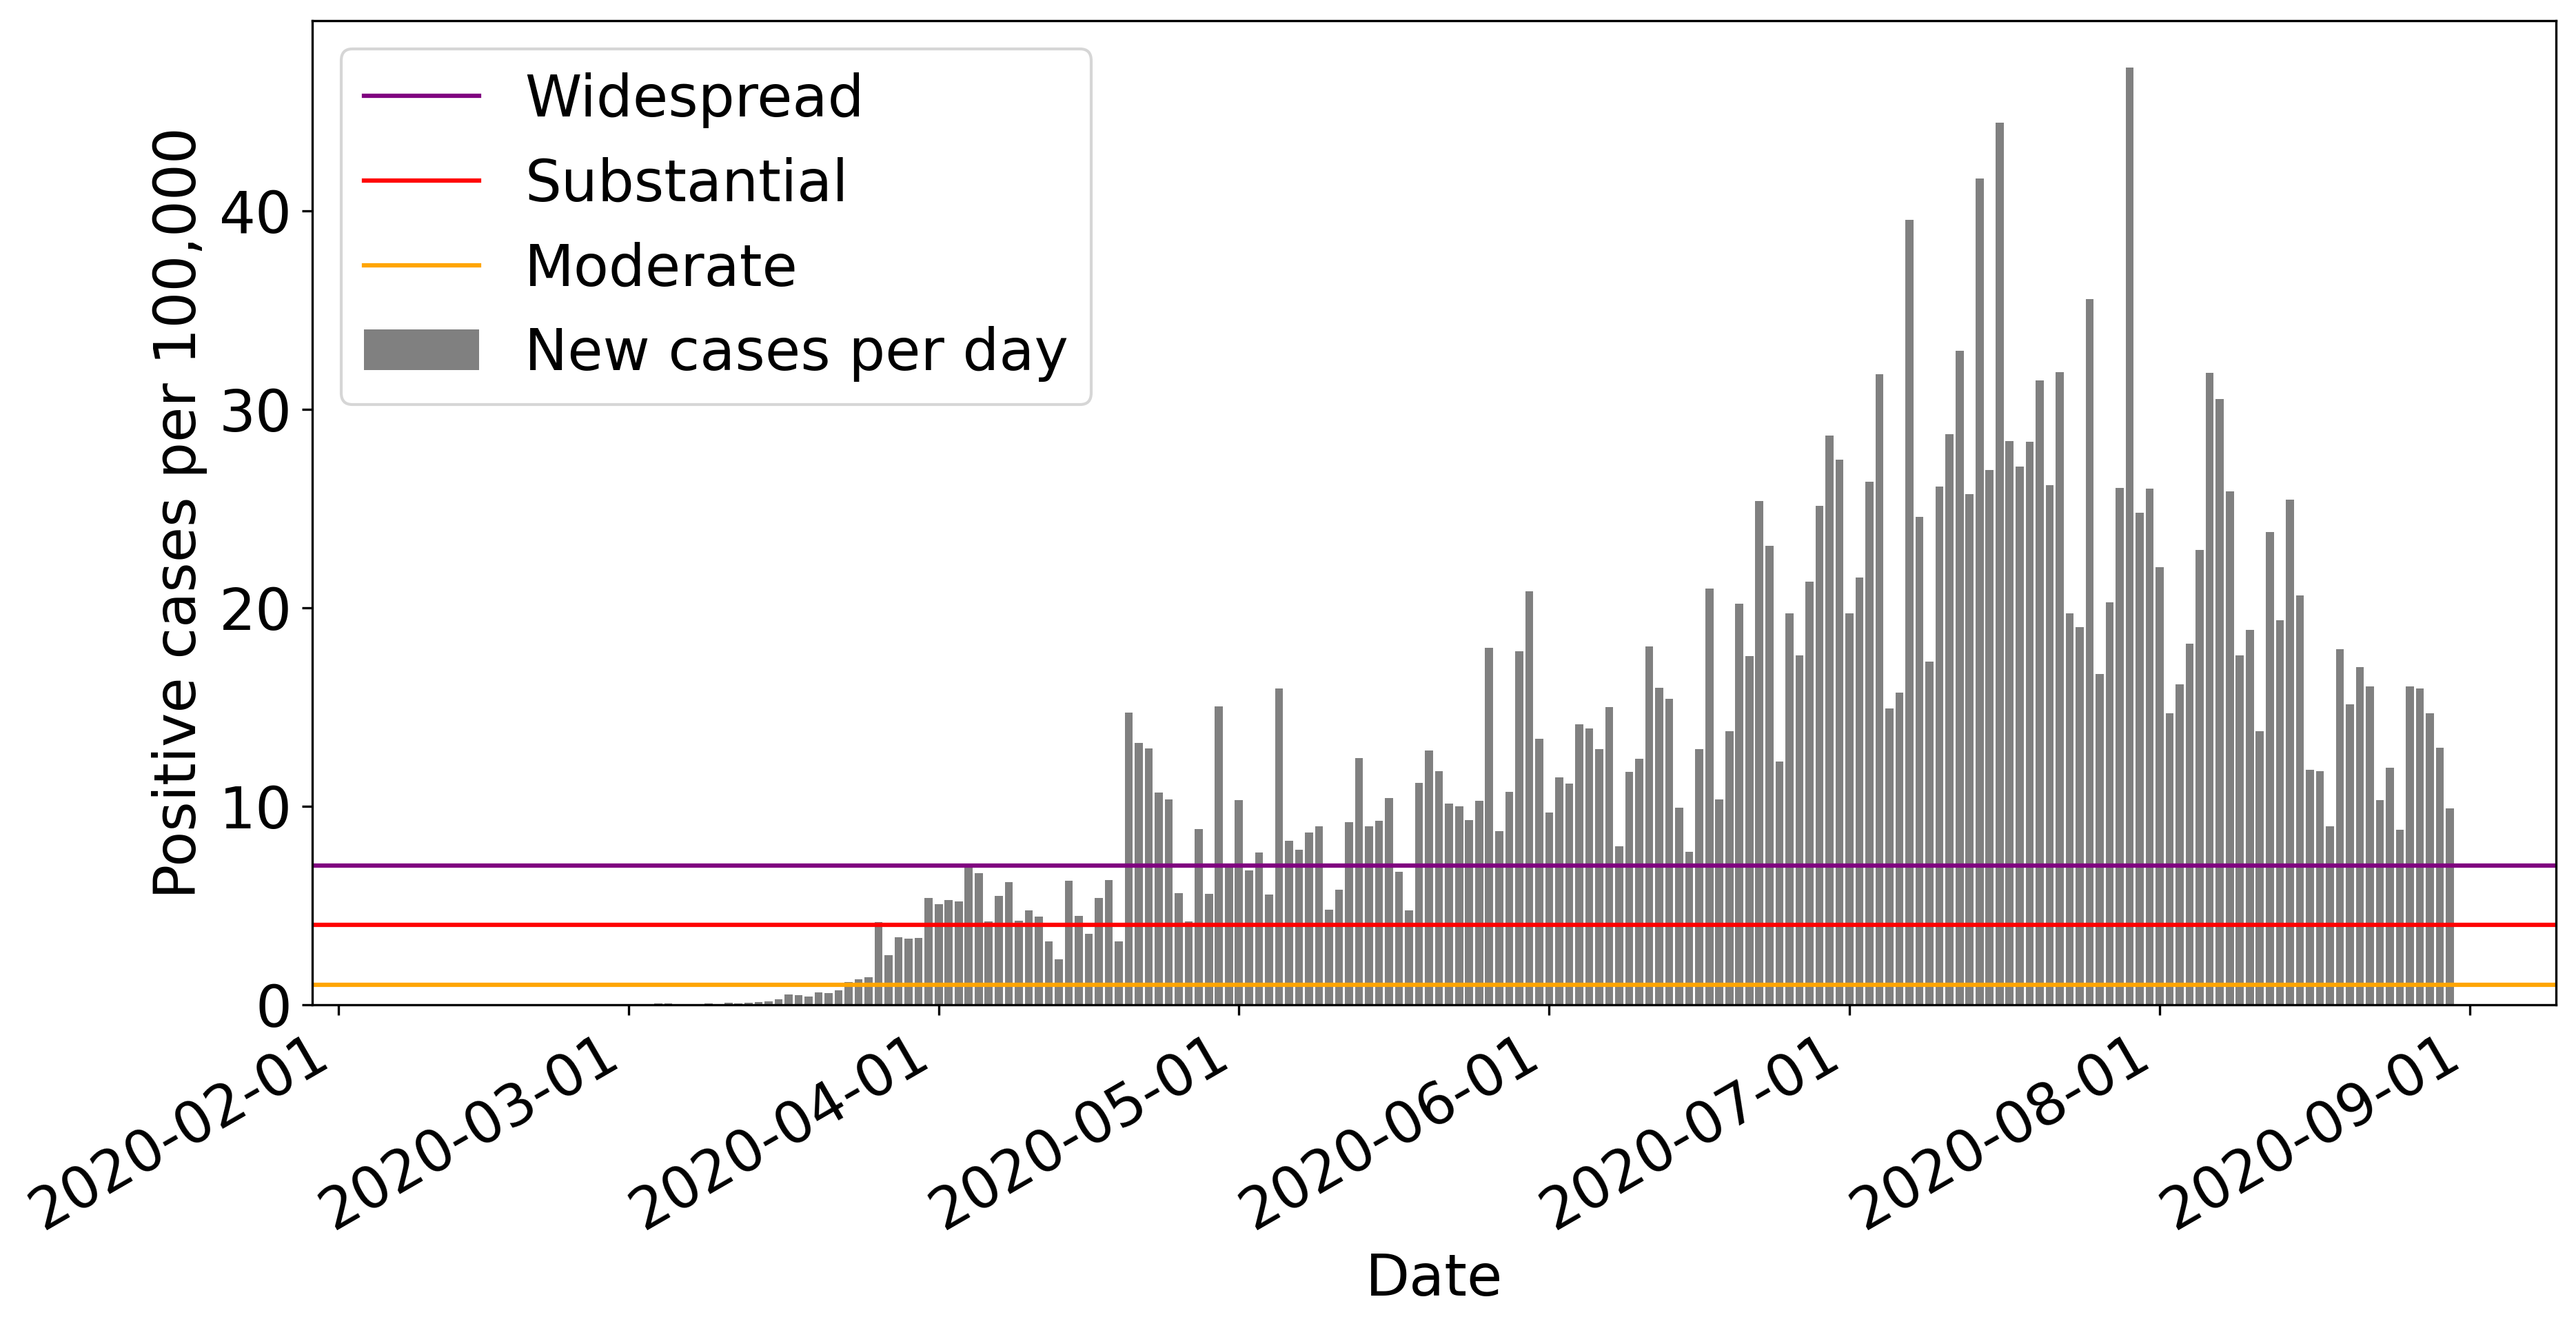 Widespread
Substantial
Moderate
New cases per day
Positive cases per 100,000
40
30
20
10
0
2020-02-01
2020-03-01
2020-04-01
2020-05-01
2020-06-01
2020-07-01
2020-08-01
2020-09-01
Date